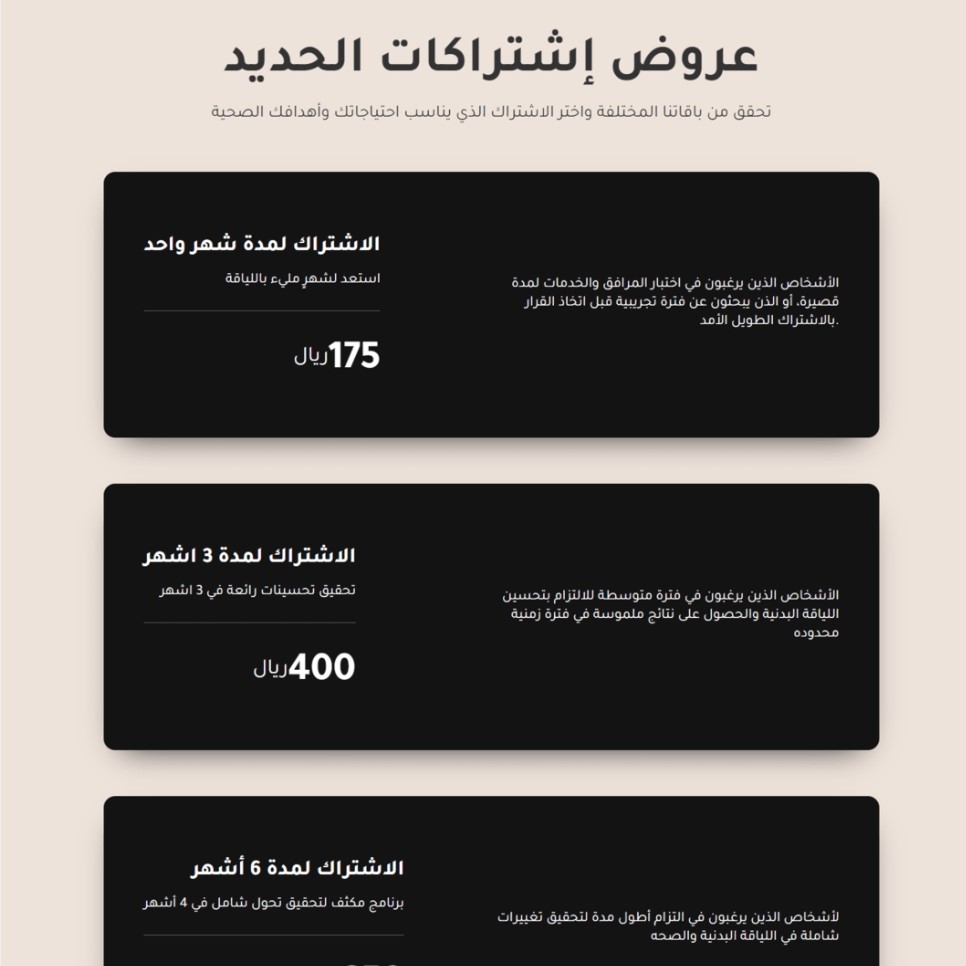 عروض إشتراكات الحديد
تحقق من باقاتنا المختلفة واختر الاشتراك الذي يناسب احتياجاتك وأهدافك الصحية
الأشخاص الذين يرغبون في اختبار المرافق والخدمات لمدة
قصيرة، أو الذن يبحثون عن فترة تجريبية قبل اتخاذ القرار
.بالاشتراك الطويل الأمد
الاشتراك لمدة شهر واحد
استعد لشهرٍ مليء باللياقة
175ريال
الأشخاص الذين يرغبون في فترة متوسطة للالتزام بتحسين
اللياقة البدنية والحصول على نتائج ملموسة في فترة زمنية
محدوده
الاشتراك لمدة 3 اشهر
تحقيق تحسينات رائعة في 3 اشهر
400ريال
لأشخاص الذين يرغبون في التزام أطول مدة لتحقيق تغييرات
شاملة في اللياقة البدنية والصحه
الاشتراك لمدة 6 أشهر
برنامج مكثف لتحقيق تحول شامل في 4 أشهر